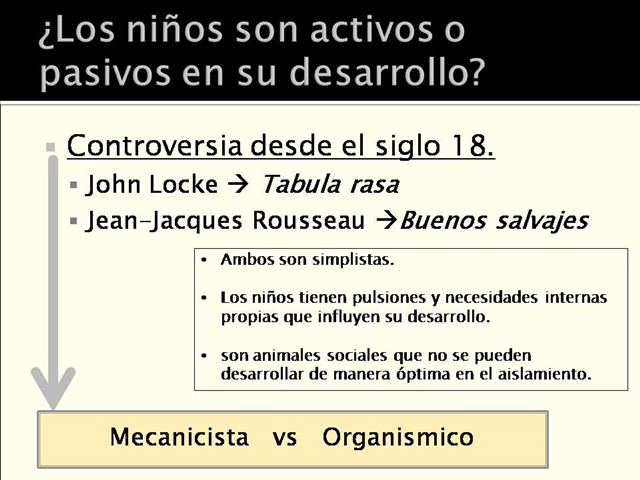 ¿Los niños son activos o
pasivos en su desarrollo?
Controversia desde el siglo 18.
John Locke → Tabula rasa
Jean-Jacques Rousseau →Buenos salvajes
• Ambos son simplistas.
• Los niños tienen pulsiones y necesidades internas
propias que influyen su desarrollo.
• son animales sociales que no se pueden
desarrollar de manera óptima en el aislamiento.
Mecanicista vs Organismico